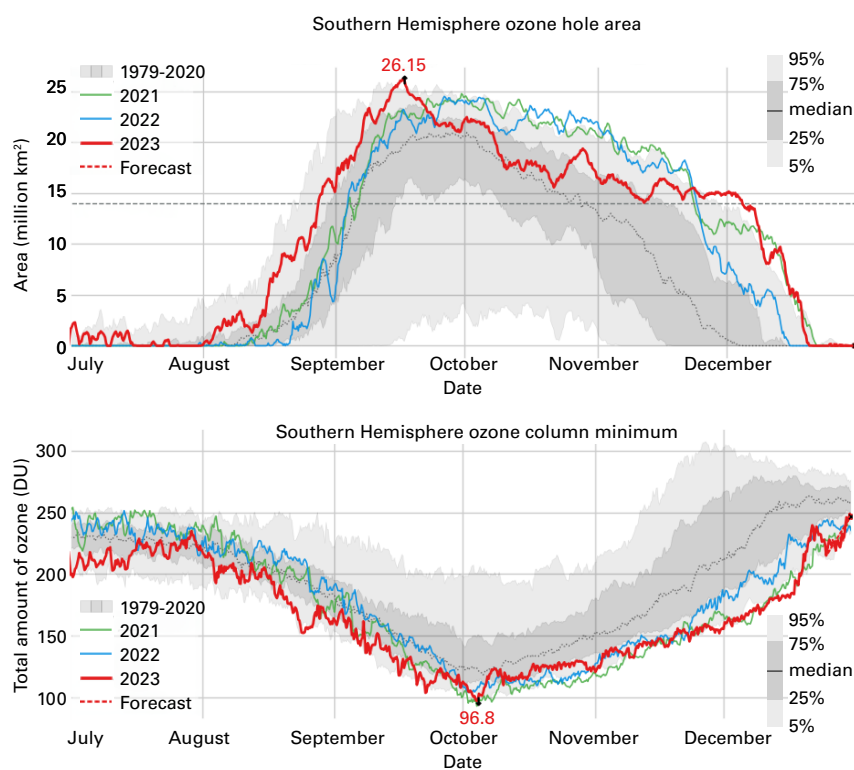 Southern Hemisphere ozone hole area
26.15
1979-2020
2021
2022
2023
Forecast
95%
75%
median
25%
5%
Area (million km²)
25
20
15
10
5
0
July August September October November December
Date
Southern Hemisphere ozone column minimum
Total amount of ozone (DU)
300
250
200
150
100
1979-2020
2021
2022
2023
Forecast
95%
75%
median
25%
5%
96.8
July August September October November December
Date